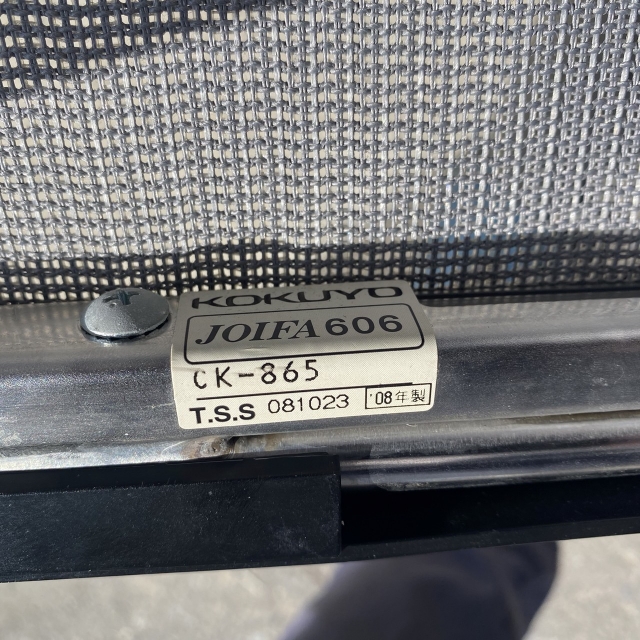 KOKUYO
JOIFA606
CK-865
T.S.S 081023 '08年製